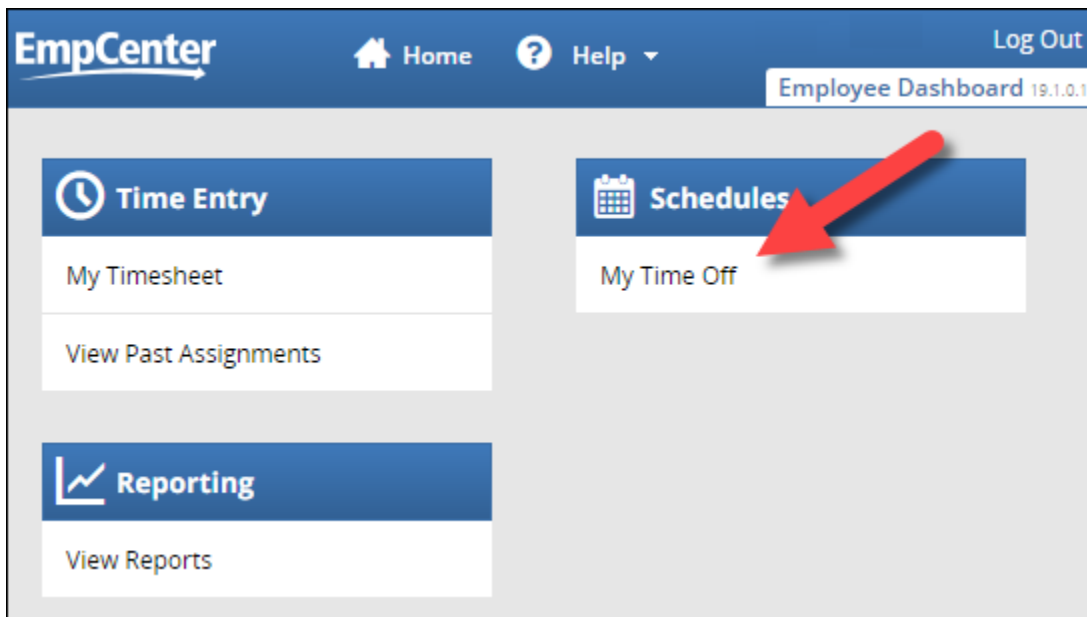 EmpCenter
Home
? Help
Log Out
Employee Dashboard 19.1.0.1
Time Entry
My Timesheet
View Past Assignments
Schedules
My Time Off
Reporting
View Reports